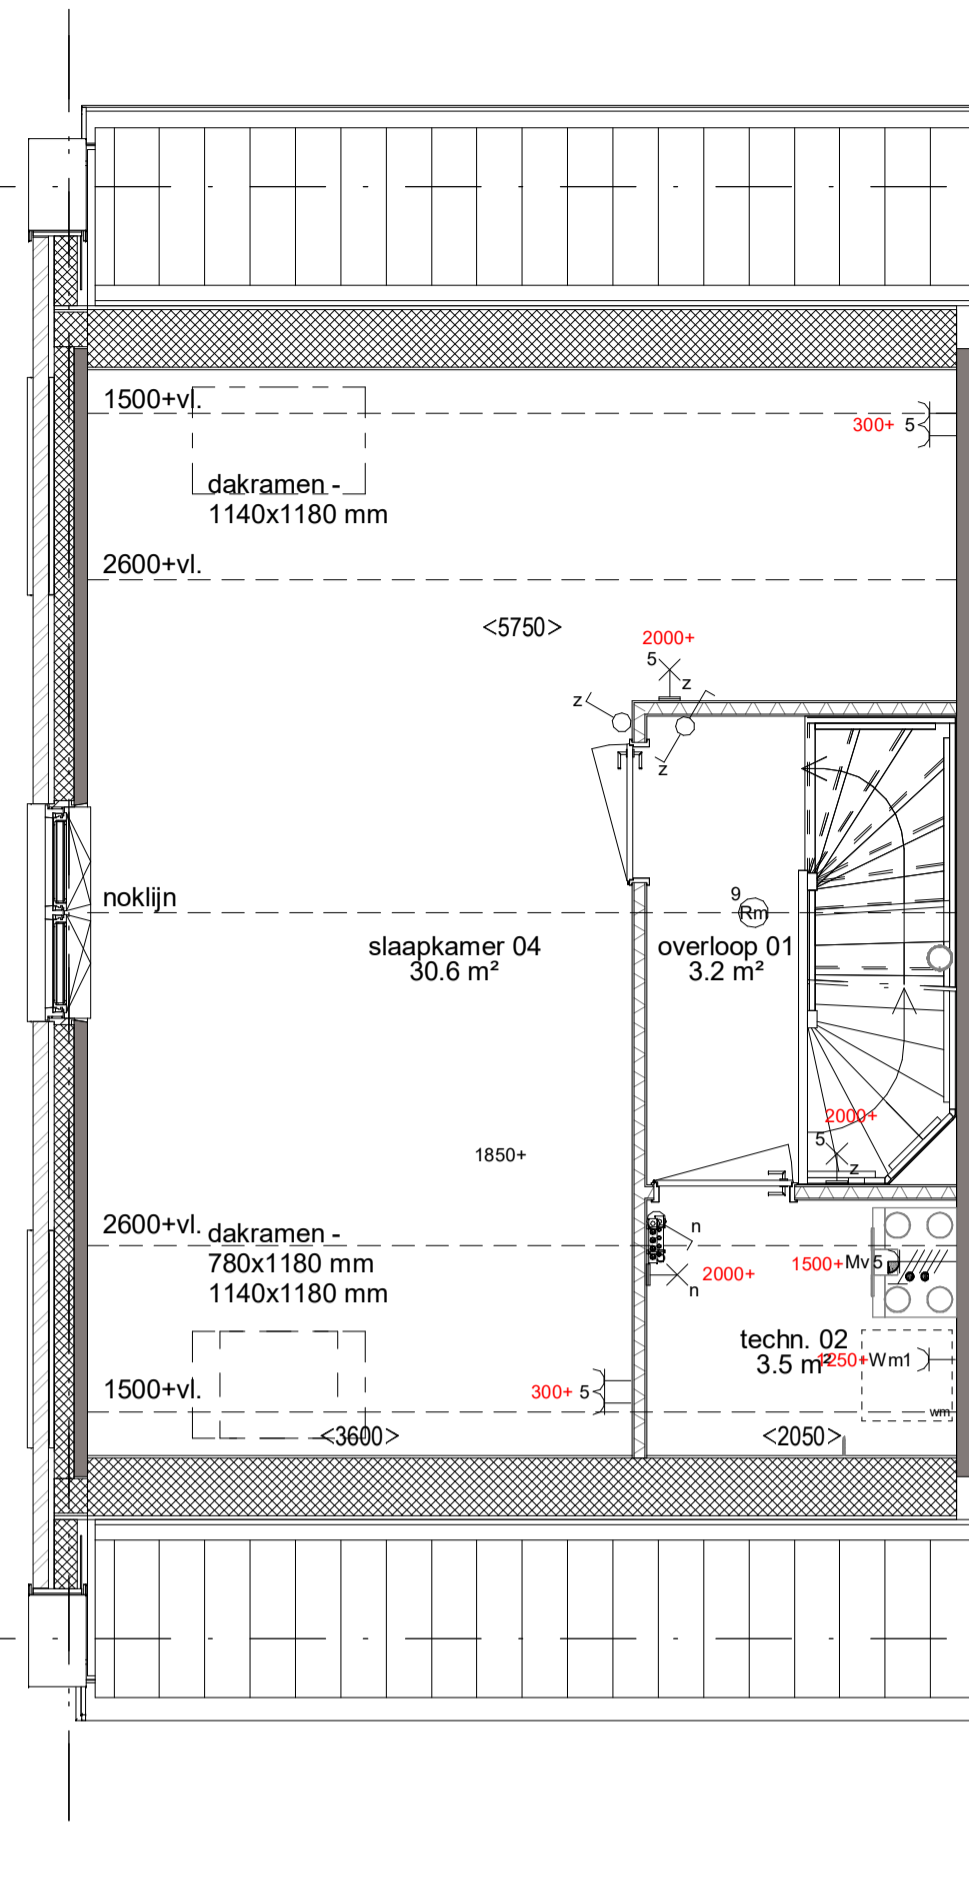 1500+vl.
300+ 5
dakramen -
1140x1180 mm
2600+vl.
<5750>
2000+
5
z
z
z
noklijn
9
Rm
slaapkamer 04
30.6 m²
overloop 01
3.2 m²
2000+
5
z
1850+
2600+vl.
dakramen -
780x1180 mm
1140x1180 mm
n
1500+ Mv 5
2000+
n
techn. 02
3.5 m²
1250+ Wm1
1500+vl.
300+ 5
wm
<3600>
<2050>